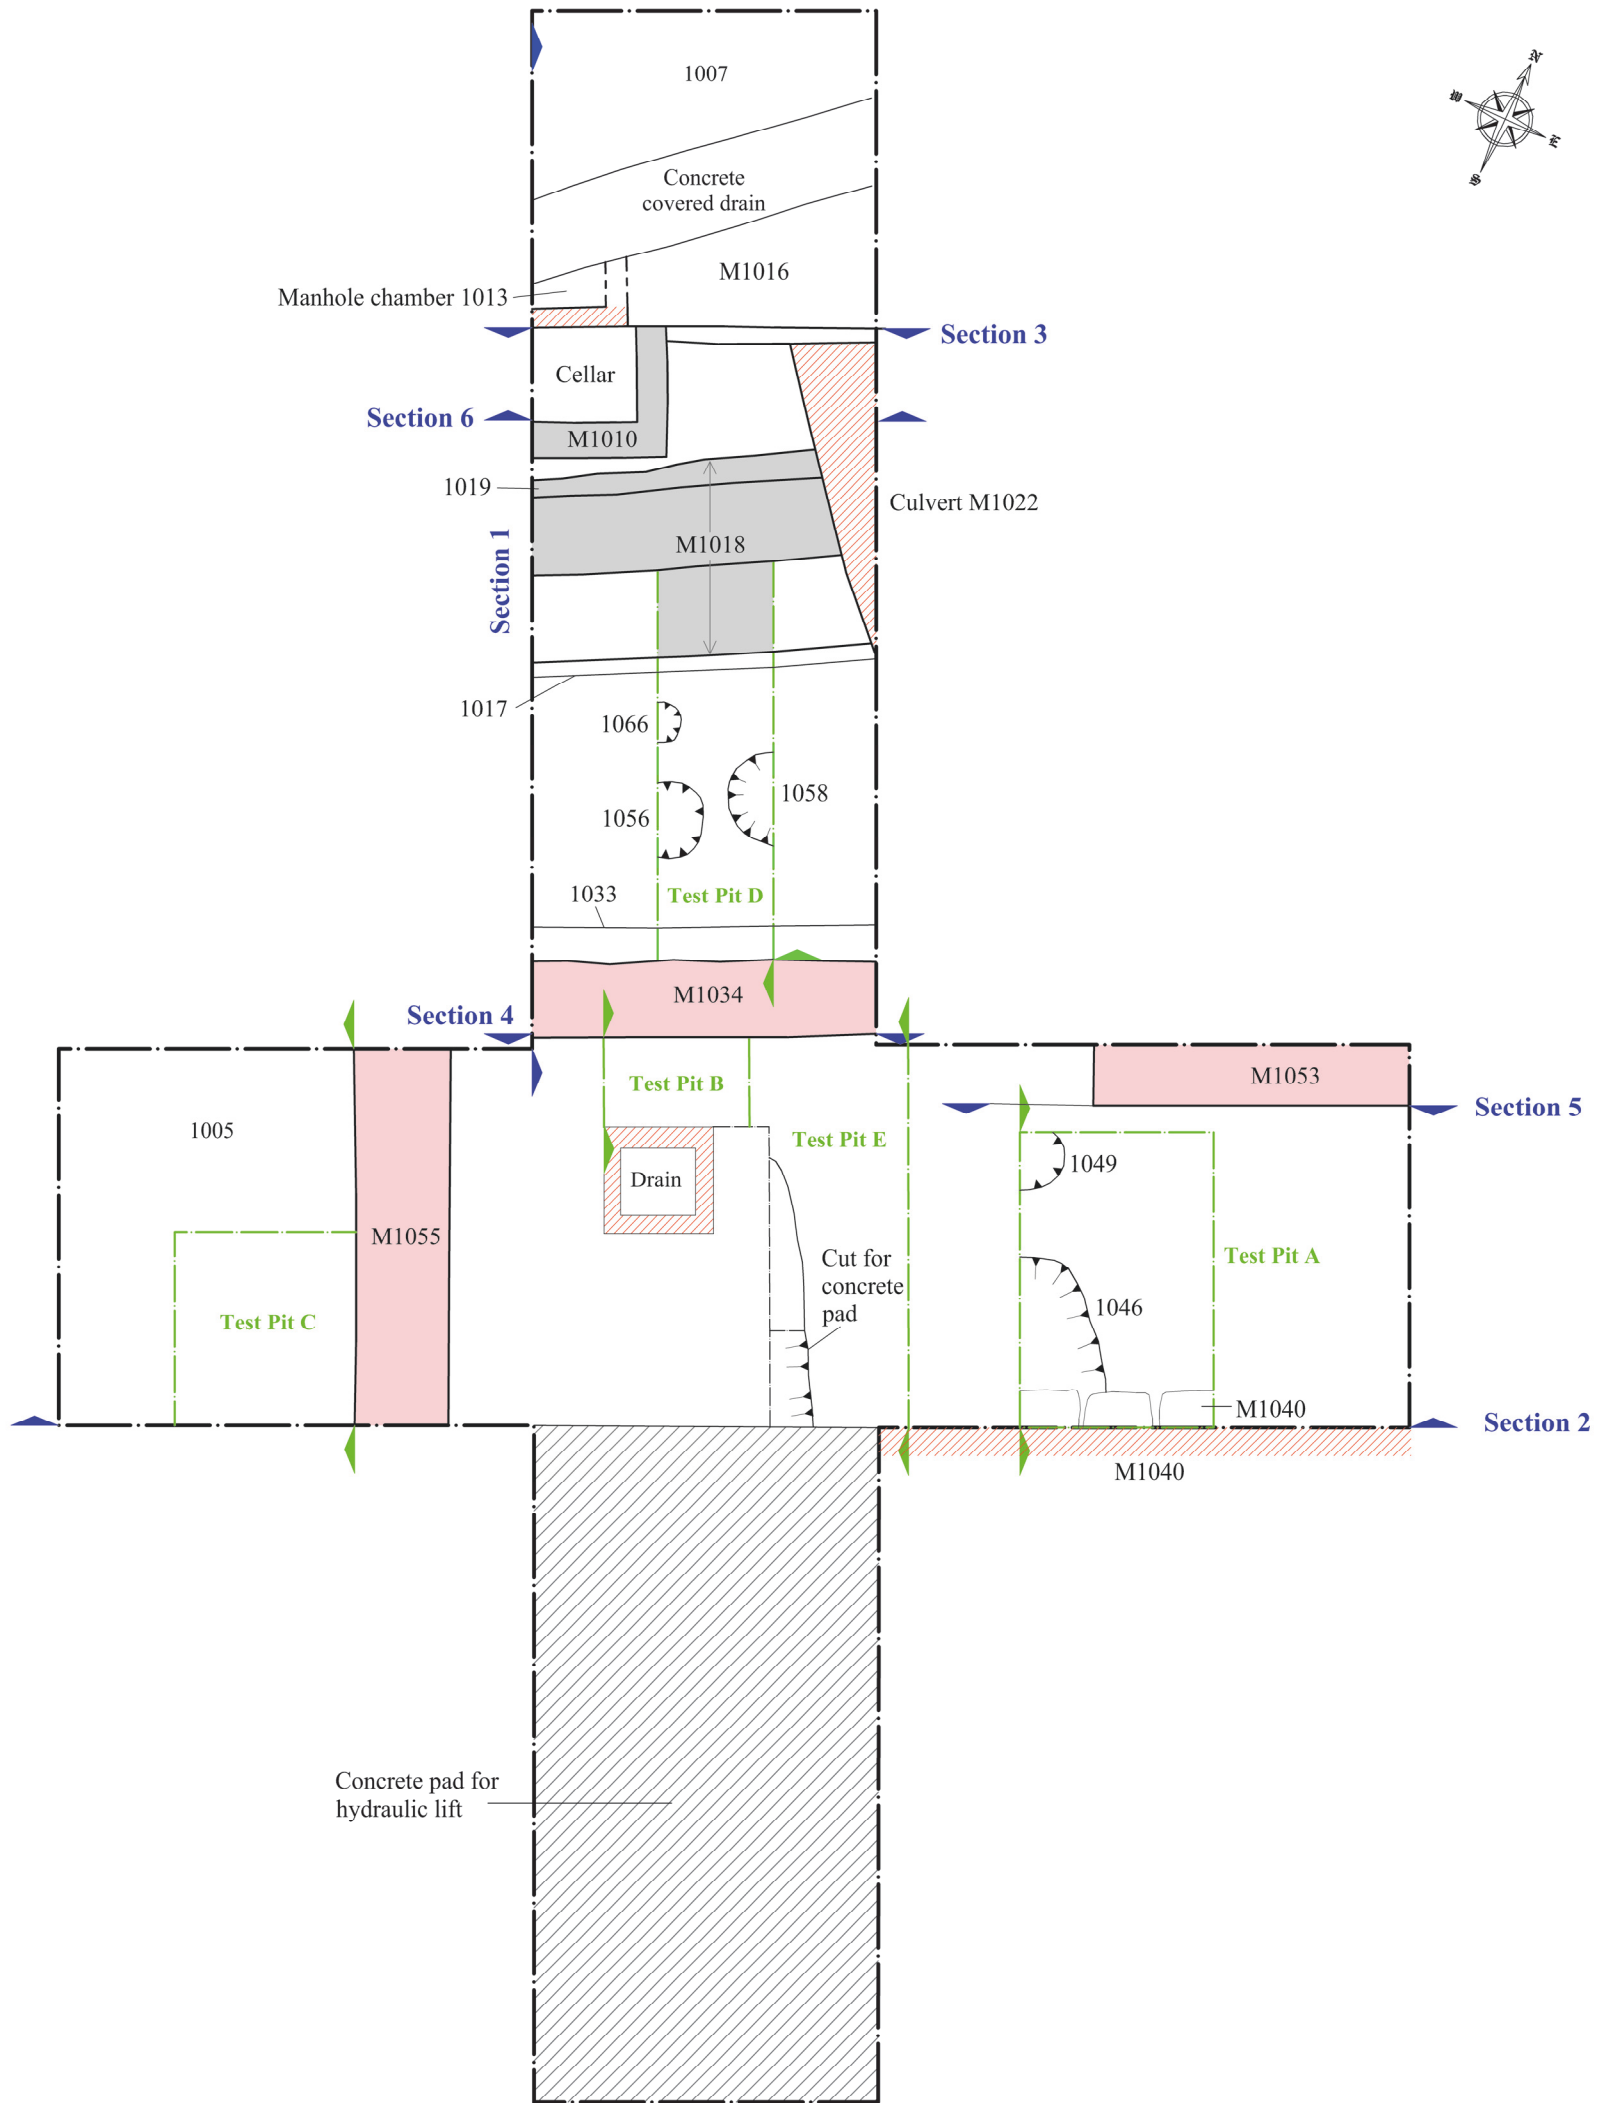 1007
N
W
E
S
Concrete
covered drain
M1016
Manhole chamber 1013
Section 3
Cellar
Section 6
M1010
1019
Culvert M1022
M1018
Section 1
1017
1066
1058
1056
1033
Test Pit D
M1034
Section 4
M1053
Test Pit B
Section 5
1005
Test Pit E
1049
Drain
M1055
Cut for
concrete
pad
Test Pit A
1046
Test Pit C
M1040
Section 2
M1040
Concrete pad for
hydraulic lift